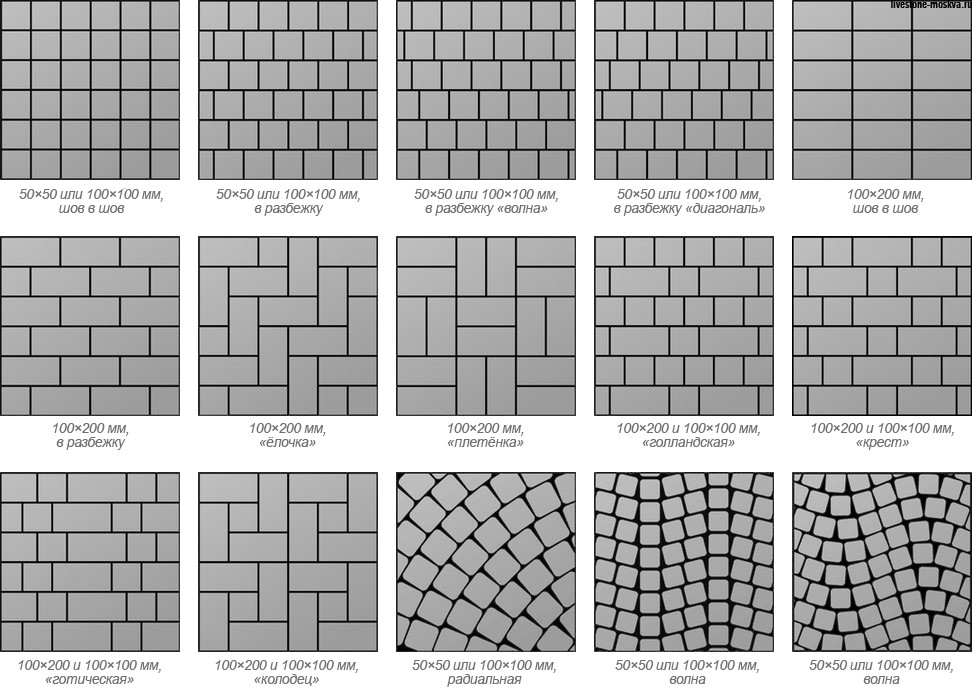 livestone-moskva.ru
50×50 или 100×100 мм,
шов в шов
50×50 или 100×100 мм,
в разбежку
50×50 или 100×100 мм,
в разбежку «волна»
50×50 или 100×100 мм,
в разбежку «диагональ»
100×200 мм,
шов в шов
100×200 мм,
в разбежку
100×200 мм,
«ёлочка»
100×200 мм,
«плетёнка»
100×200 и 100×100 мм,
«голландская»
100×200 и 100×100 мм,
«крест»
100×200 и 100×100 мм,
«готическая»
100×200 и 100×100 мм,
«колодец»
50×50 или 100×100 мм,
радиальная
50×50 или 100×100 мм,
волна
50×50 или 100×100 мм,
волна